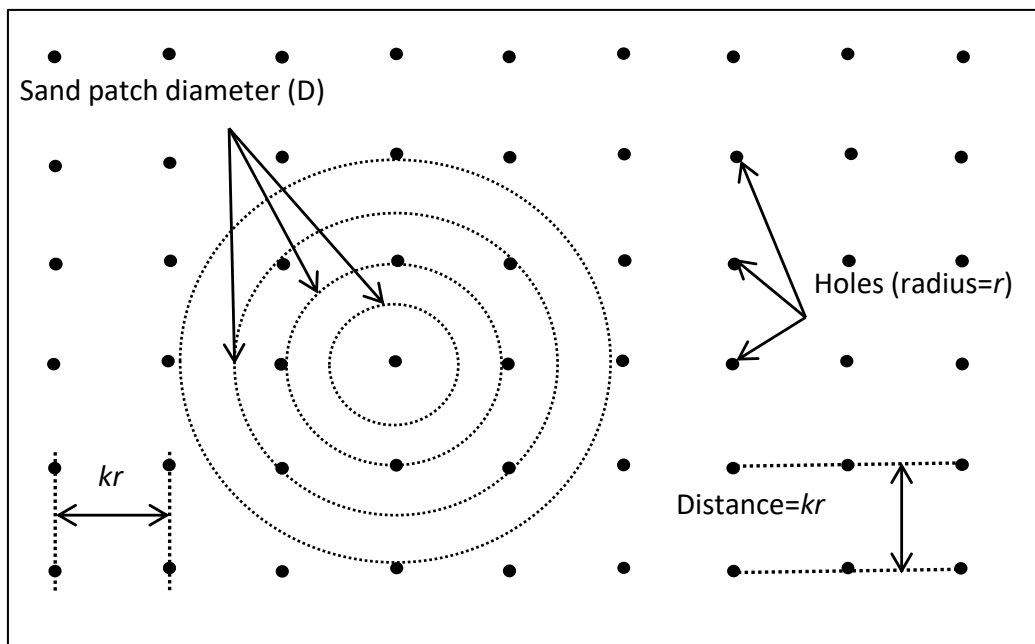 Sand patch diameter (D)
Holes (radius=r)
kr
Distance=kr